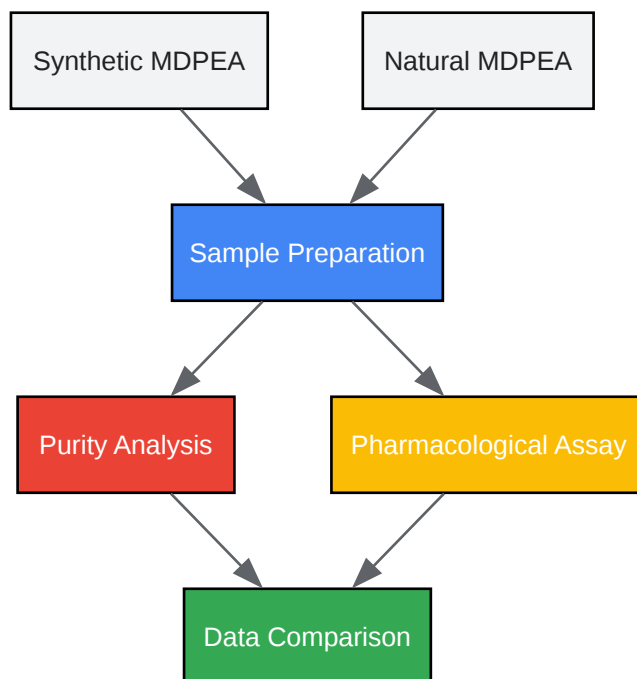 Synthetic MDPEA
Natural MDPEA
Sample Preparation
Purity Analysis
Pharmacological Assay
Data Comparison